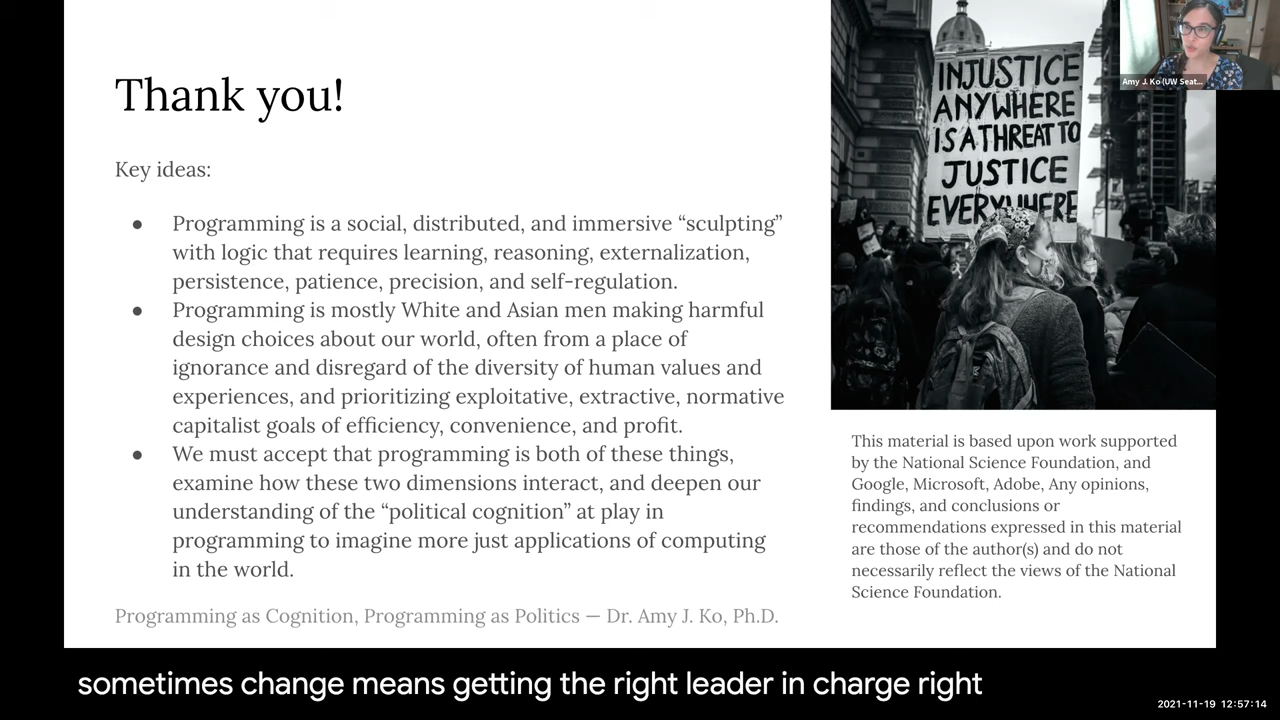 Thank you!
Key ideas:
● Programming is a social, distributed, and immersive “sculpting”
with logic that requires learning, reasoning, externalization,
persistence, patience, precision, and self-regulation.
● Programming is mostly White and Asian men making harmful
design choices about our world, often from a place of
ignorance and disregard of the diversity of human values and
experiences, and prioritizing exploitative, extractive, normative
capitalist goals of efficiency, convenience, and profit.
● We must accept that programming is both of these things,
examine how these two dimensions interact, and deepen our
understanding of the “political cognition” at play in
programming to imagine more just applications of computing
in the world.
Programming as Cognition, Programming as Politics — Dr. Amy J. Ko, Ph.D.
INJUSTICE
ANYWHERE
IS A THREAT TO
JUSTICE
EVERYWHERE
Amy J. Ko (UW Seat...
This material is based upon work supported
by the National Science Foundation, and
Google, Microsoft, Adobe, Any opinions,
findings, and conclusions or
recommendations expressed in this material
are those of the author(s) and do not
necessarily reflect the views of the National
Science Foundation.
sometimes change means getting the right leader in charge right
2021-11-19 12:57:14